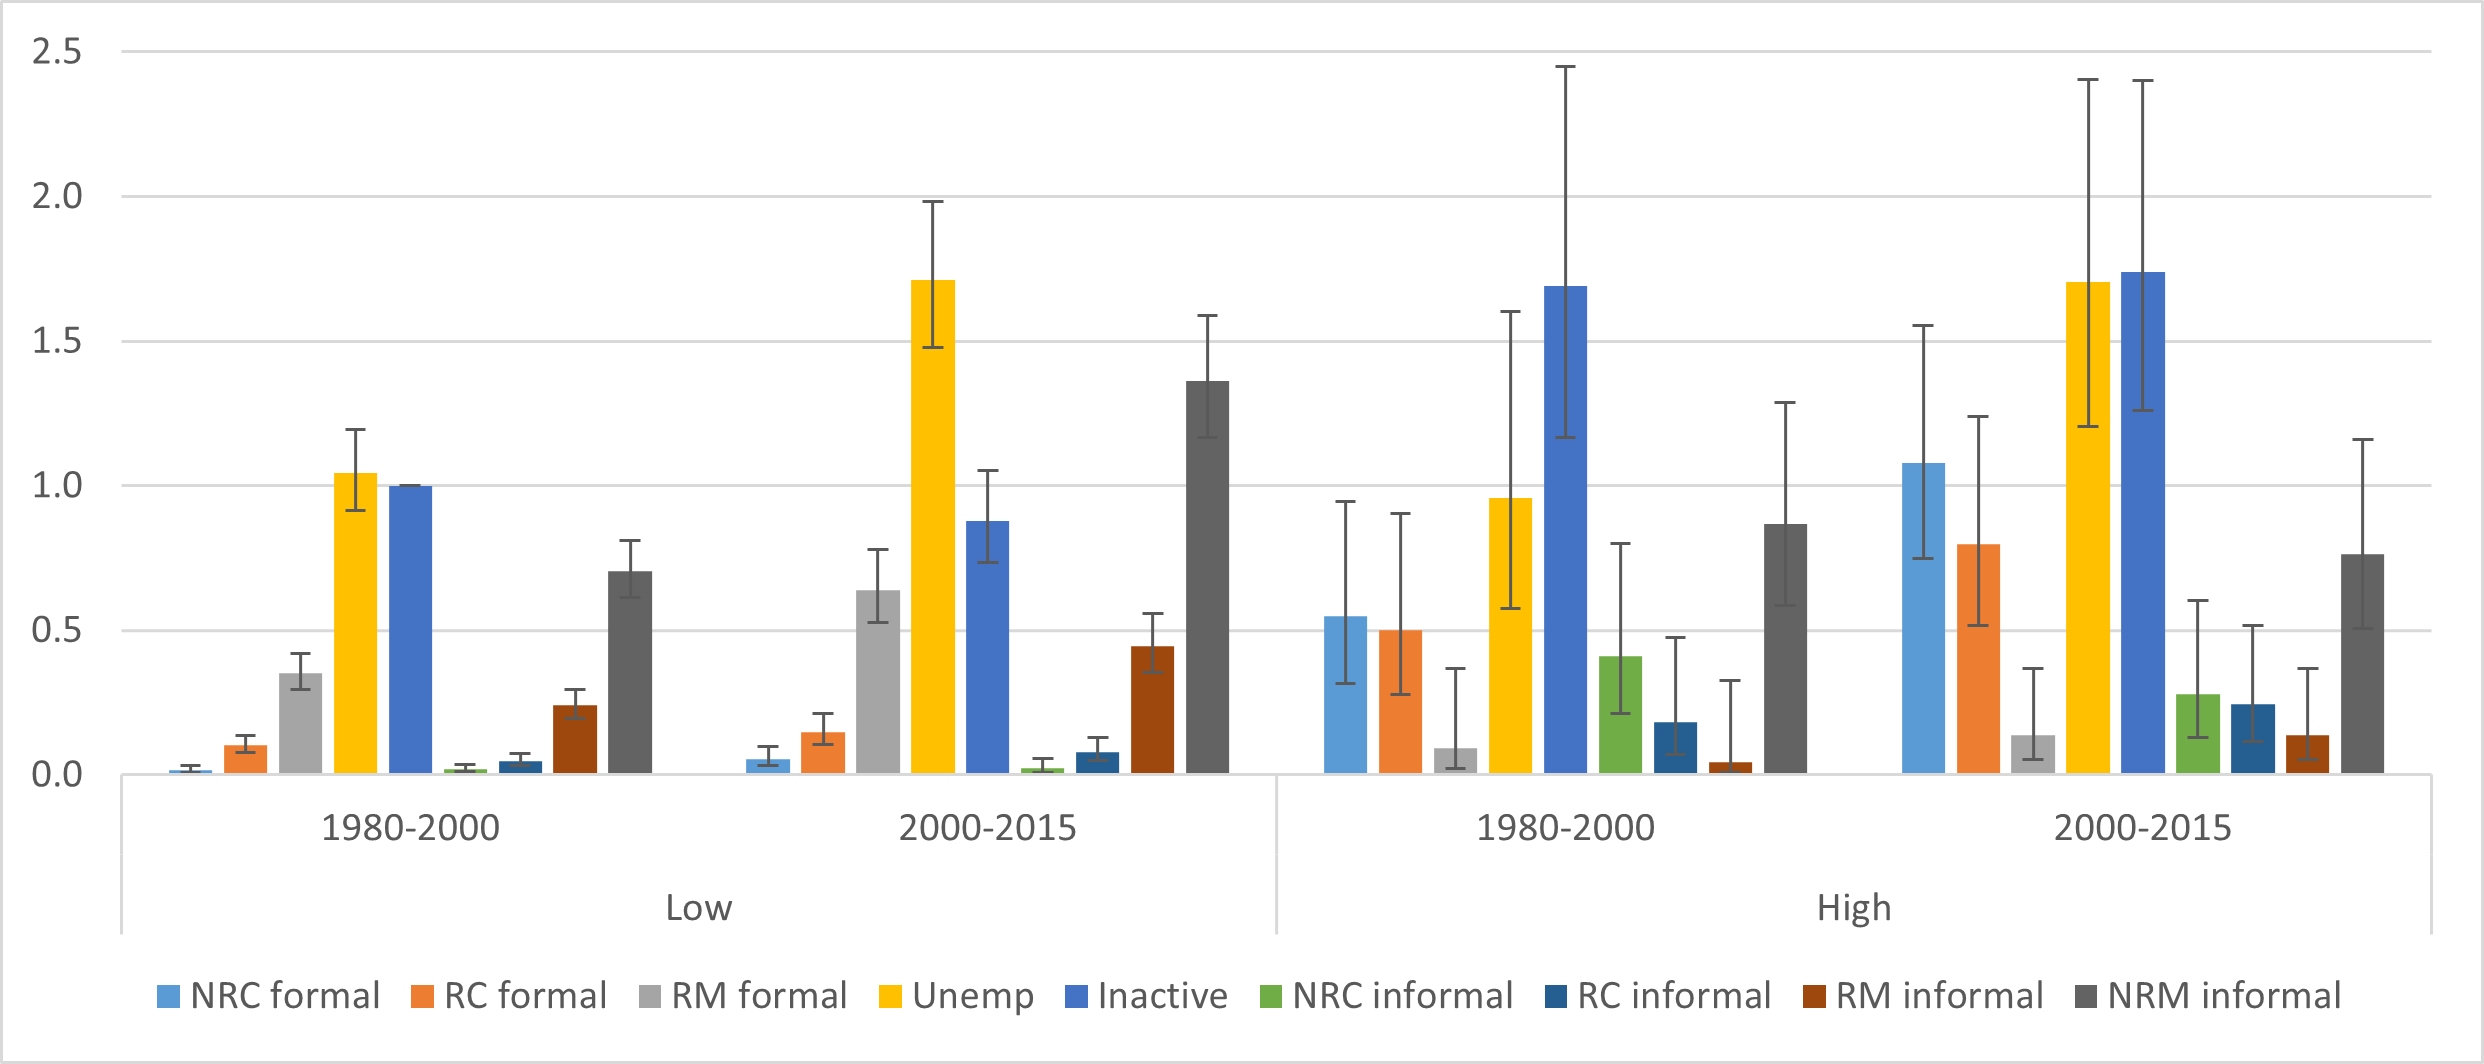 2.5
2.0
1.5
1.0
0.5
0.0
1980-2000 2000-2015 1980-2000 2000-2015
Low High
NRC formal RC formal RM formal Unemp Inactive NRC informal RC informal RM informal NRM informal